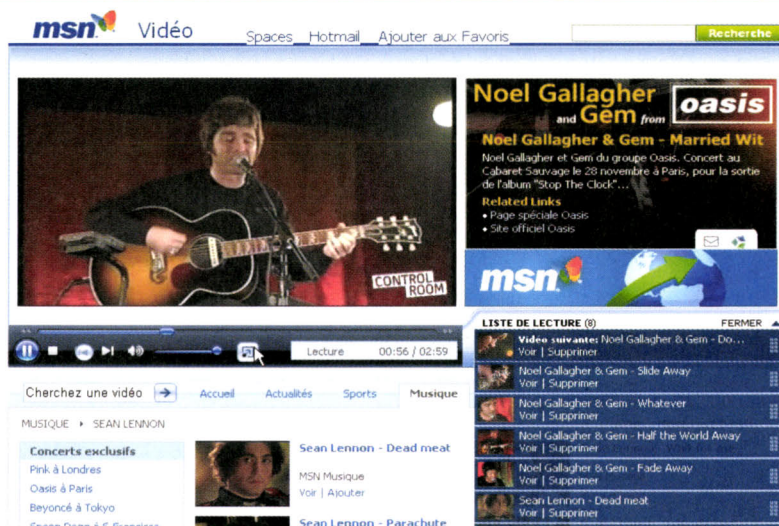 msn Vidéo
Spaces Hotmail Ajouter aux Favoris
Recherche
CONTROL ROOM
Noel Gallagher
and Gem from
oasis
Noel Gallagher & Gem - Married Wit
Noel Gallagher et Gem du groupe Oasis. Concert au
Cabaret Sauvage le 28 novembre à Paris, pour la sortie
de l'album "Stop The Clock"...
Related Links
• Page spéciale Oasis
• Site officiel Oasis
msn
Lecture 00:56 / 02:59
LISTE DE LECTURE (8) FERMER
Vidéo suivante: Noel Gallagher & Gem - Do...
Voir | Supprimer
Noel Gallagher & Gem - Slide Away
Voir | Supprimer
Noel Gallagher & Gem - Whatever
Voir | Supprimer
Noel Gallagher & Gem - Half the World Away
Voir | Supprimer
Noel Gallagher & Gem - Fade Away
Voir | Supprimer
Sean Lennon - Dead meat
Voir | Supprimer
Cherchez une vidéo
Accueil Actualités Sports Musique
MUSIQUE ▸ SEAN LENNON
Concerts exclusifs
Pink à Londres
Oasis à Paris
Beyoncé à Tokyo
Sean Lennon - Dead meat
MSN Musique
Voir | Ajouter
Sean Lennon - Parachute